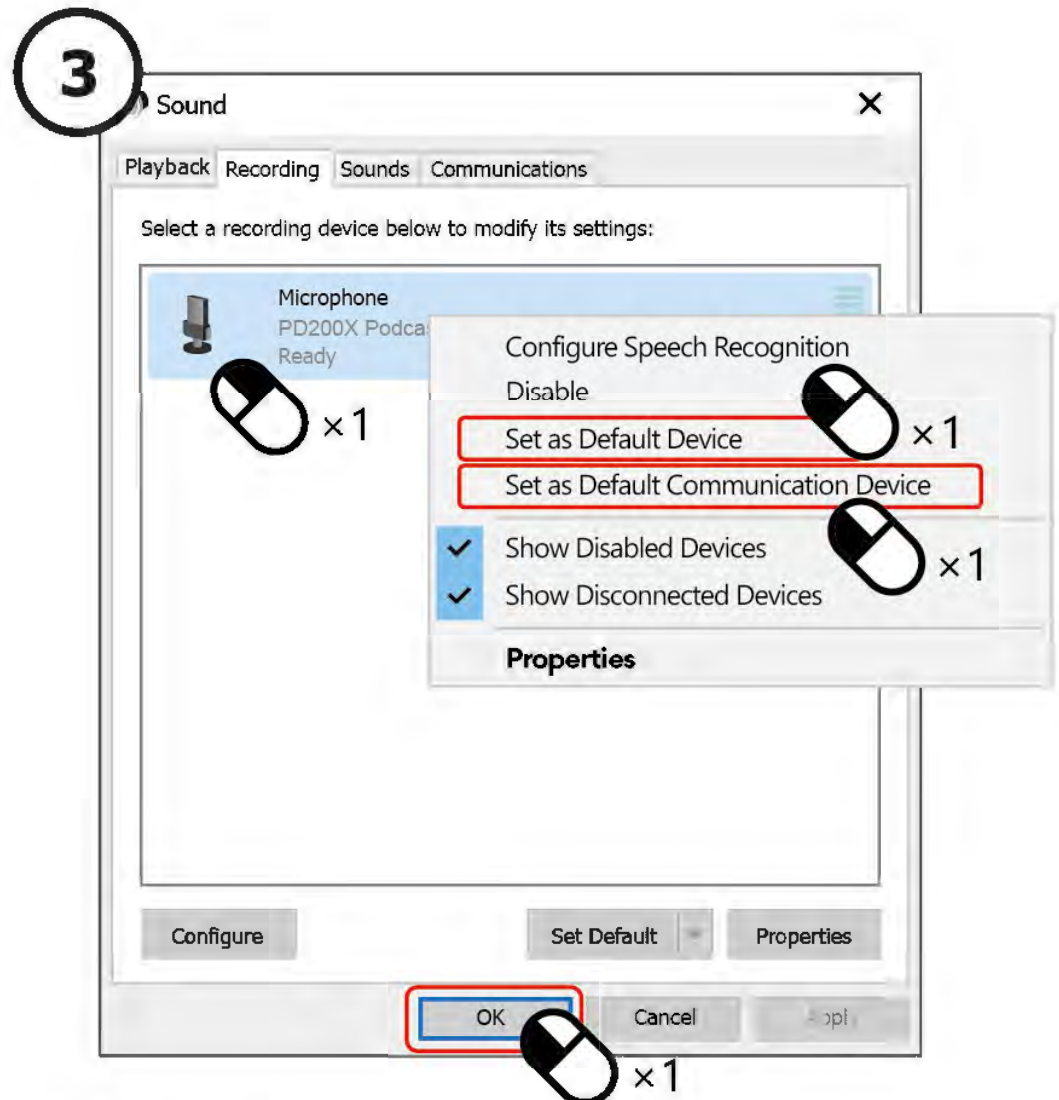 3
Sound
Playback Recording Sounds Communications
Select a recording device below to modify its settings:
Microphone
PD200X
Ready
×1
Configure Speech Recognition
Disable
×1
Set as Default Device
Set as Default Communication Device
×1
Show Disabled Devices
Show Disconnected Devices
Properties
Configure Set Default Properties
OK Cancel
×1